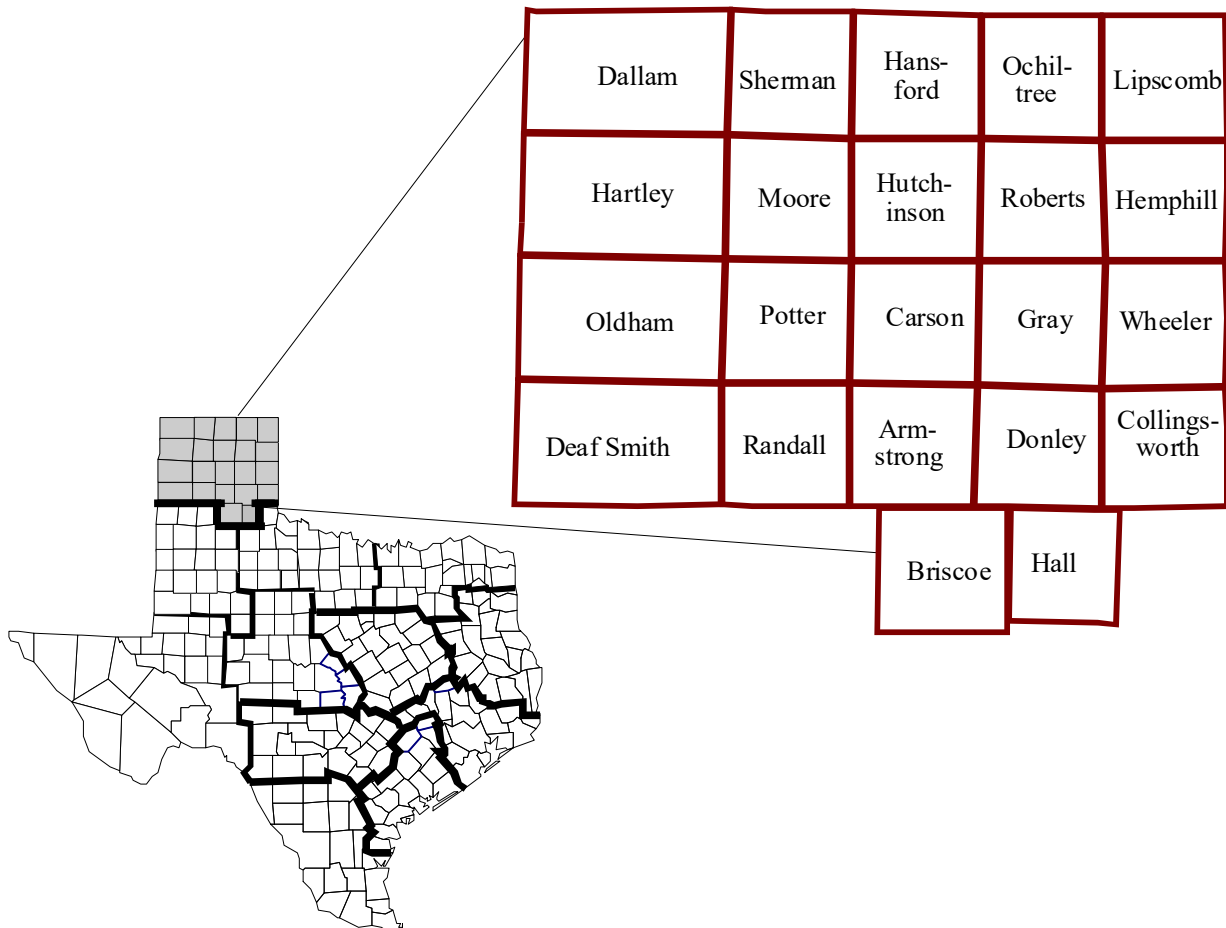 Dallam
Sherman
Hans-
ford
Ochil-
tree
Lipscomb
Hartley
Moore
Hutch-
inson
Roberts
Hemphill
Oldham
Potter
Carson
Gray
Wheeler
Deaf Smith
Randall
Arm-
strong
Donley
Collings-
worth
Briscoe
Hall